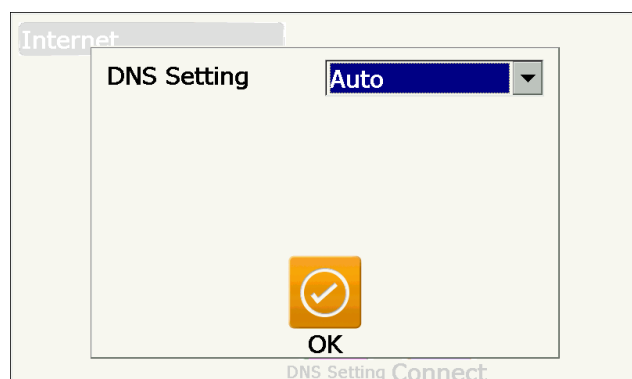 Internet
DNS Setting Auto
OK
DNS Setting Connect